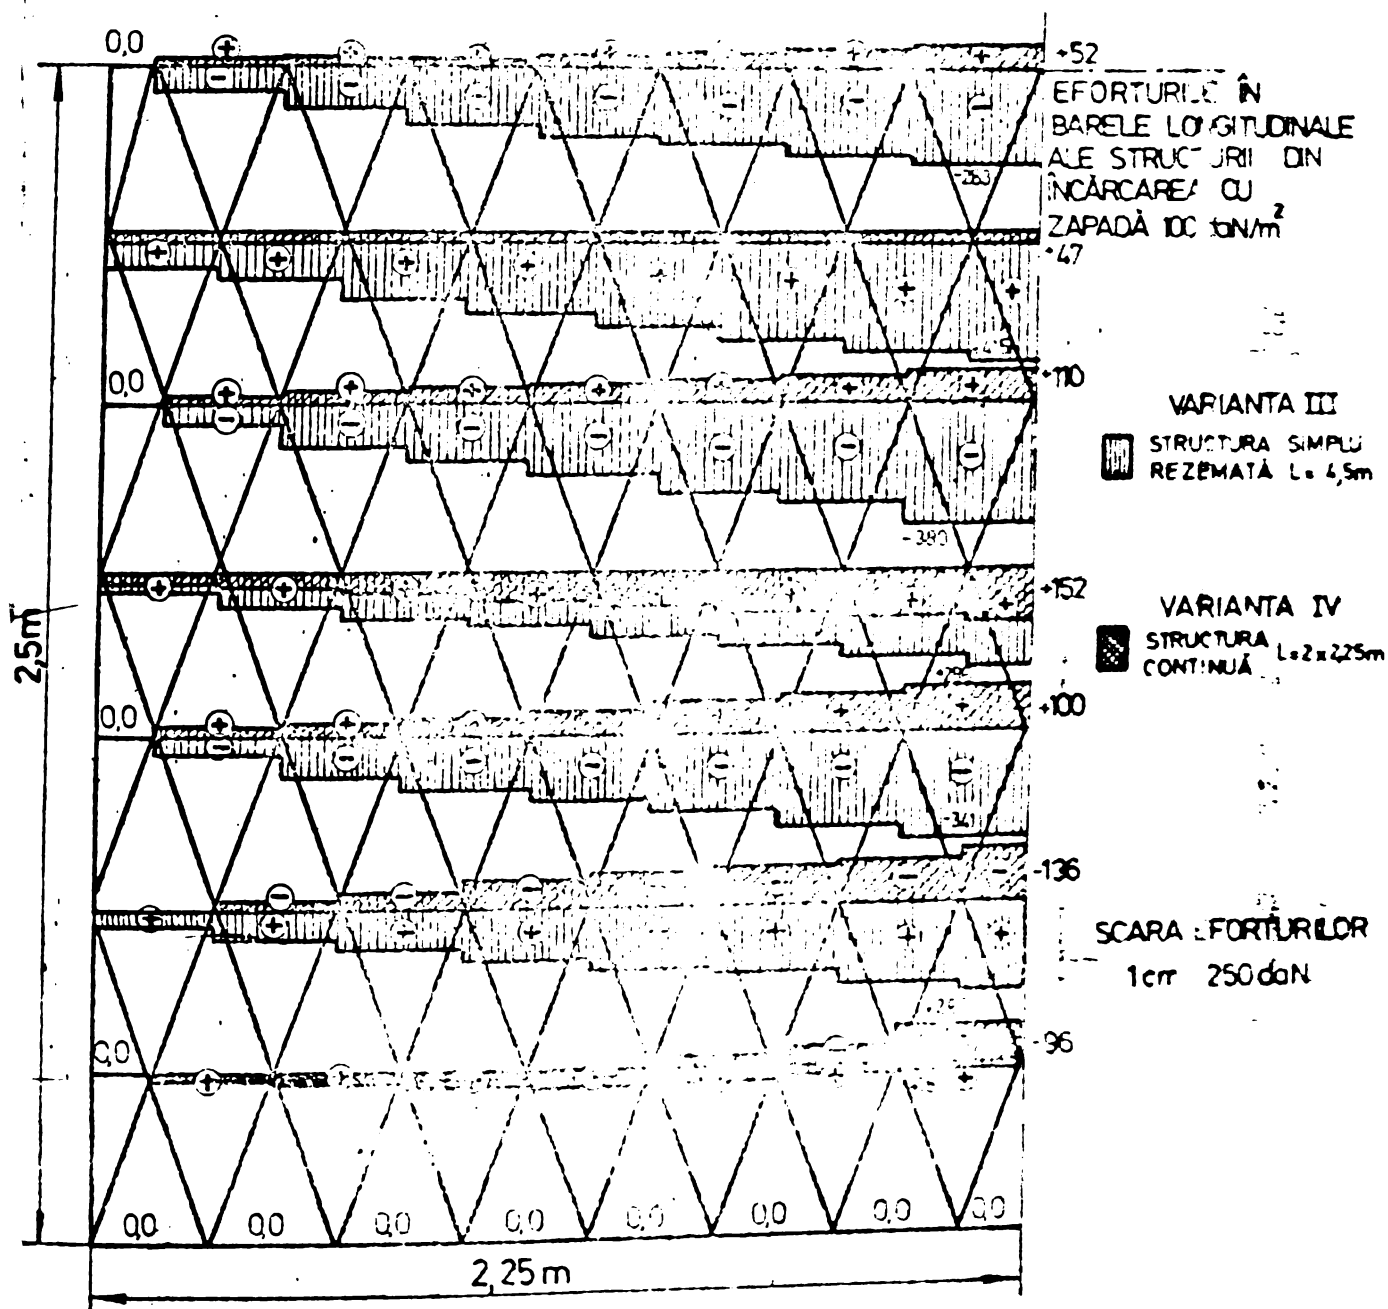 0,0
+52
EFORTURILE ÎN
BARELE LONGITUDINALE
ALE STRUCTURII DIN
ÎNCĂRCAREA CU
ZAPADĂ 100 daN/m²
-263
+47
0,0
+110
VARIANTA III
STRUCTURA SIMPLU
REZEMATĂ L= 4,5m
-380
+152
VARIANTA IV
STRUCTURA
CONTINUĂ L=2×2,25m
2,5m
0,0
+100
-341
-136
SCARA EFORTURILOR
1cm 250daN
0,0
-96
0,0 0,0 0,0 0,0 0,0 0,0 0,0 0,0
2,25m